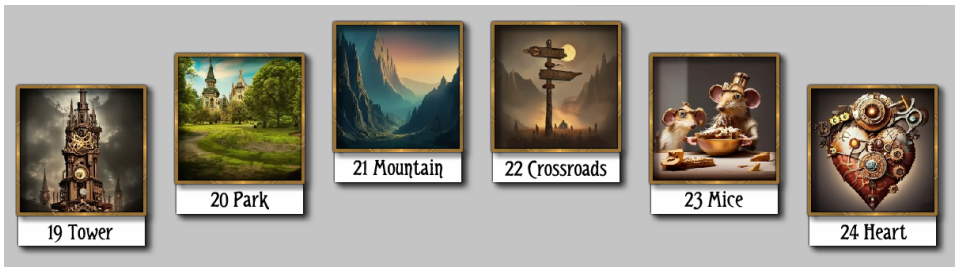 19 Tower
20 Park
21 Mountain
22 Crossroads
23 Mice
24 Heart